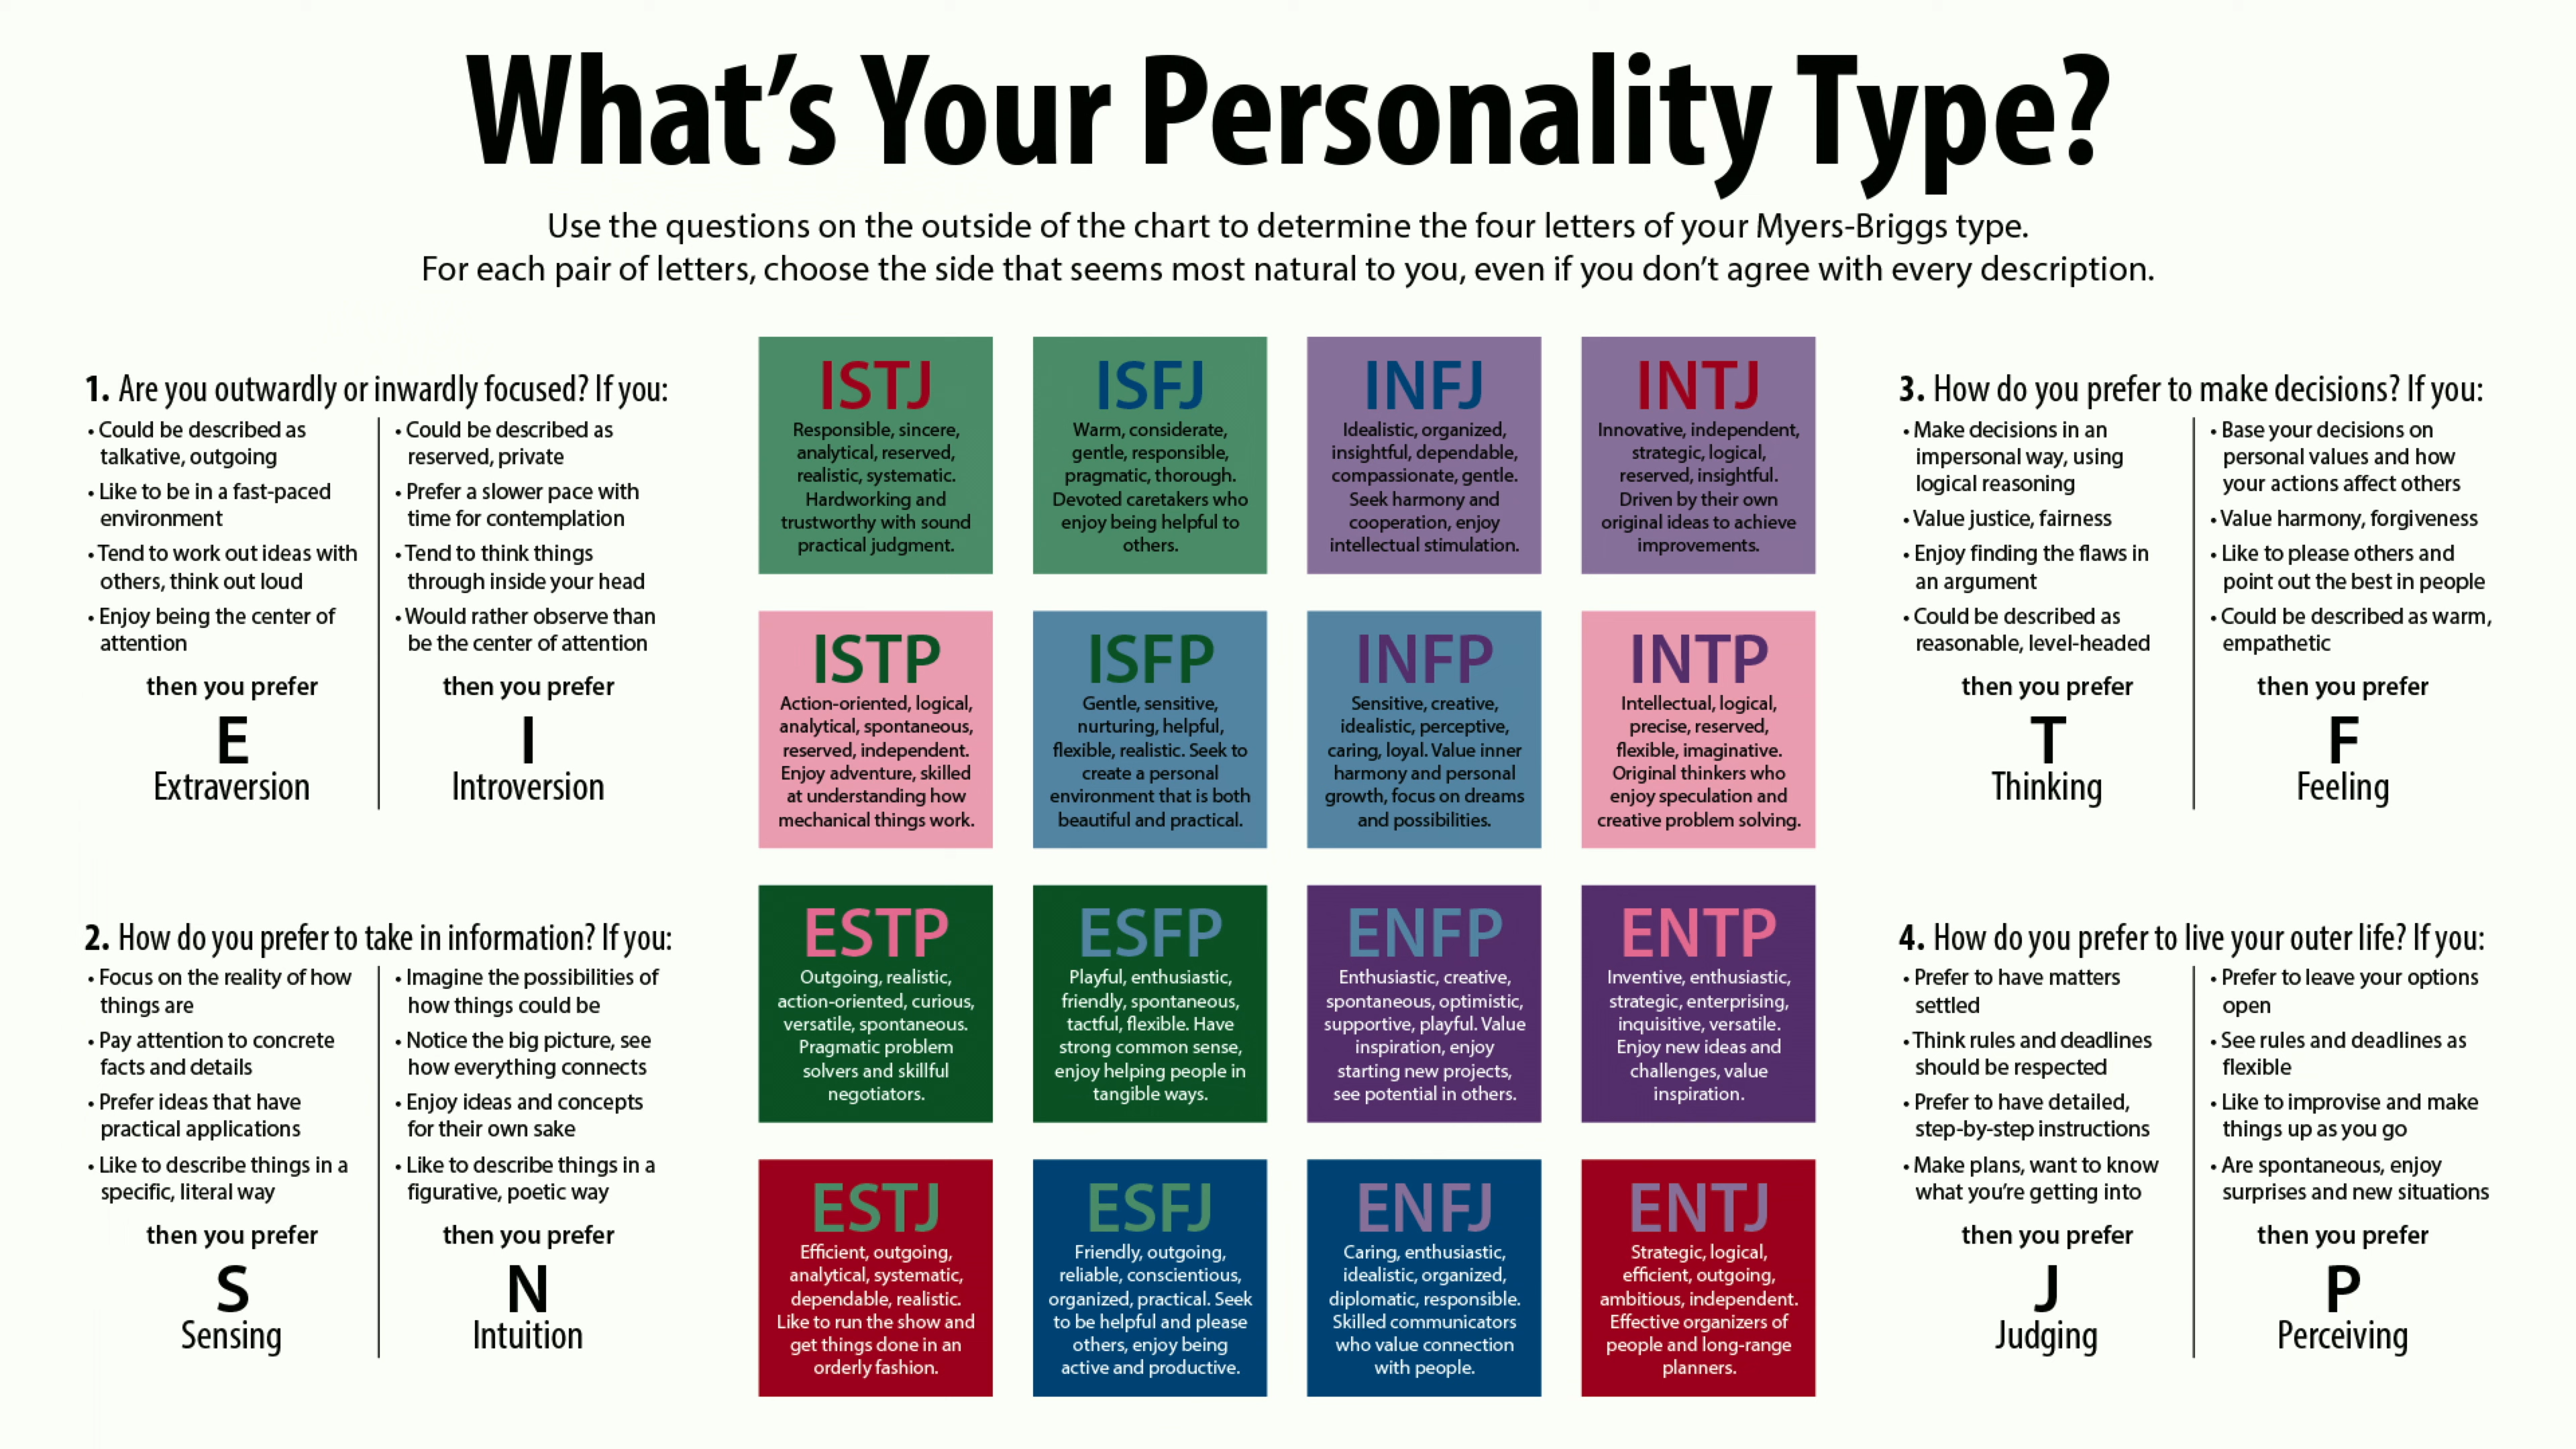 What's Your Personality Type?
Use the questions on the outside of the chart to determine the four letters of your Myers-Briggs type.
For each pair of letters, choose the side that seems most natural to you, even if you don't agree with every description.
1. Are you outwardly or inwardly focused? If you:
• Could be described as
talkative, outgoing
• Like to be in a fast-paced
environment
• Tend to work out ideas with
others, think out loud
• Enjoy being the center of
attention
then you prefer
E
Extraversion
• Could be described as
reserved, private
• Prefer a slower pace with
time for contemplation
• Tend to think things
through inside your head
• Would rather observe than
be the center of attention
then you prefer
I
Introversion
2. How do you prefer to take in information? If you:
• Focus on the reality of how
things are
• Pay attention to concrete
facts and details
• Prefer ideas that have
practical applications
• Like to describe things in a
specific, literal way
then you prefer
S
Sensing
• Imagine the possibilities of
how things could be
• Notice the big picture, see
how everything connects
• Enjoy ideas and concepts
for their own sake
• Like to describe things in a
figurative, poetic way
then you prefer
N
Intuition
ISTJ
Responsible, sincere,
analytical, reserved,
realistic, systematic.
Hardworking and
trustworthy with sound
practical judgment.
ISFJ
Warm, considerate,
gentle, responsible,
pragmatic, thorough.
Devoted caretakers who
enjoy being helpful to
others.
INFJ
Idealistic, organized,
insightful, dependable,
compassionate, gentle.
Seek harmony and
cooperation, enjoy
intellectual stimulation.
INTJ
Innovative, independent,
strategic, logical,
reserved, insightful.
Driven by their own
original ideas to achieve
improvements.
ISTP
Action-oriented, logical,
analytical, spontaneous,
reserved, independent.
Enjoy adventure, skilled
at understanding how
mechanical things work.
ISFP
Gentle, sensitive,
nurturing, helpful,
flexible, realistic. Seek to
create a personal
environment that is both
beautiful and practical.
INFP
Sensitive, creative,
idealistic, perceptive,
caring, loyal. Value inner
harmony and personal
growth, focus on dreams
and possibilities.
INTP
Intellectual, logical,
precise, reserved,
flexible, imaginative.
Original thinkers who
enjoy speculation and
creative problem solving.
ESTP
Outgoing, realistic,
action-oriented, curious,
versatile, spontaneous.
Pragmatic problem
solvers and skillful
negotiators.
ESFP
Playful, enthusiastic,
friendly, spontaneous,
tactful, flexible. Have
strong common sense,
enjoy helping people in
tangible ways.
ENFP
Enthusiastic, creative,
spontaneous, optimistic,
supportive, playful. Value
inspiration, enjoy
starting new projects,
see potential in others.
ENTP
Inventive, enthusiastic,
strategic, enterprising,
inquisitive, versatile.
Enjoy new ideas and
challenges, value
inspiration.
ESTJ
Efficient, outgoing,
analytical, systematic,
dependable, realistic.
Like to run the show and
get things done in an
orderly fashion.
ESFJ
Friendly, outgoing,
reliable, conscientious,
organized, practical. Seek
to be helpful and please
others, enjoy being
active and productive.
ENFJ
Caring, enthusiastic,
idealistic, organized,
diplomatic, responsible.
Skilled communicators
who value connection
with people.
ENTJ
Strategic, logical,
efficient, outgoing,
ambitious, independent.
Effective organizers of
people and long-range
planners.
3. How do you prefer to make decisions? If you:
• Make decisions in an
impersonal way, using
logical reasoning
• Value justice, fairness
• Enjoy finding the flaws in
an argument
• Could be described as
reasonable, level-headed
then you prefer
T
Thinking
• Base your decisions on
personal values and how
your actions affect others
• Value harmony, forgiveness
• Like to please others and
point out the best in people
• Could be described as warm,
empathetic
then you prefer
F
Feeling
4. How do you prefer to live your outer life? If you:
• Prefer to have matters
settled
• Think rules and deadlines
should be respected
• Prefer to have detailed,
step-by-step instructions
• Make plans, want to know
what you're getting into
then you prefer
J
Judging
• Prefer to leave your options
open
• See rules and deadlines as
flexible
• Like to improvise and make
things up as you go
• Are spontaneous, enjoy
surprises and new situations
then you prefer
P
Perceiving